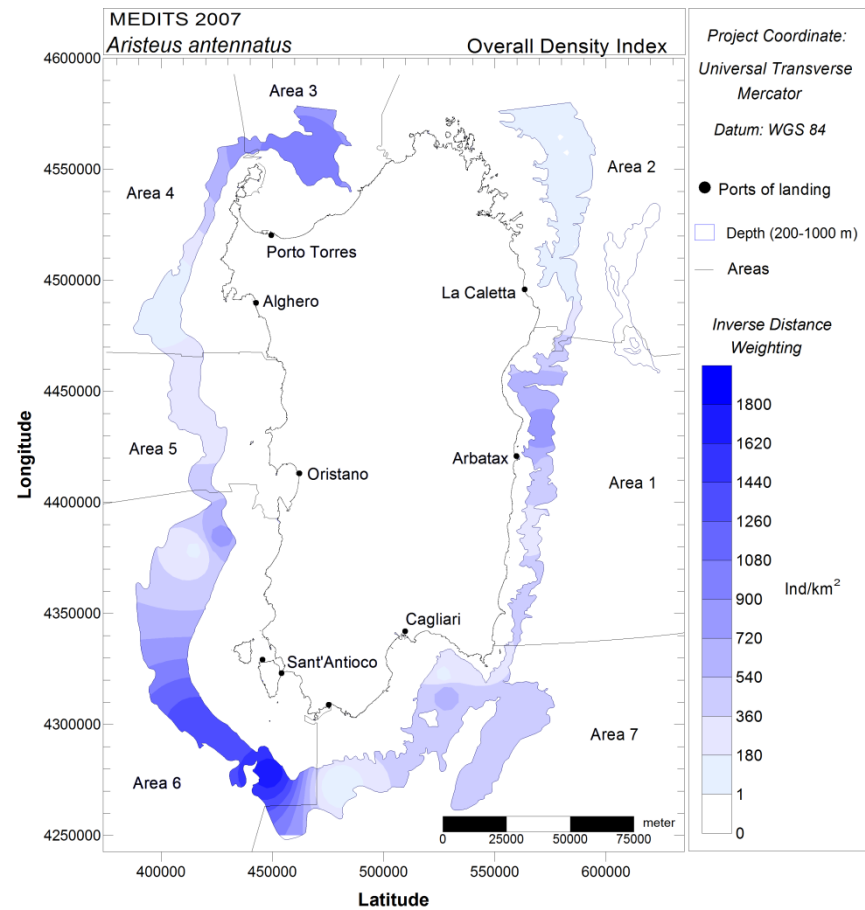 MEDITS 2007
Aristeus antennatus
Overall Density Index
Project Coordinate:
Universal Transverse
Mercator
Datum: WGS 84
Ports of landing
Depth (200-1000 m)
Areas
Inverse Distance
Weighting
1800
1620
1440
1260
1080
900
720
540
360
180
1
0
Ind/km²
4600000
4550000
4500000
4450000
4400000
4350000
4300000
4250000
Longitude
Area 3
Area 2
Area 4
Porto Torres
La Caletta
Alghero
Area 5
Arbatax
Oristano
Area 1
Cagliari
Sant'Antioco
Area 7
Area 6
meter
0
25000
50000
75000
400000
450000
500000
550000
600000
Latitude